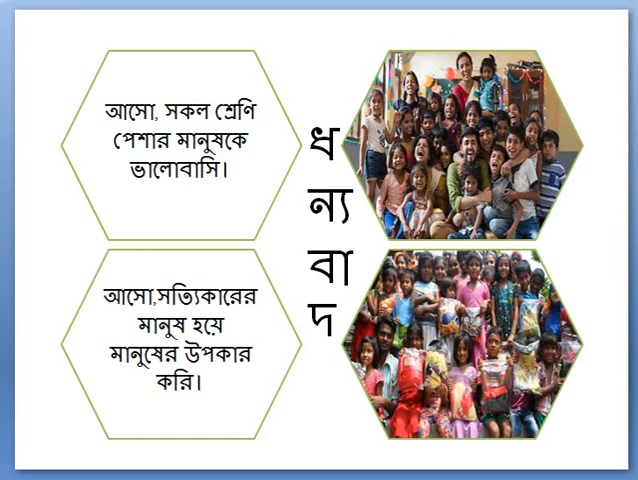 আসো, সকল শ্রেণি
পেশার মানুষকে
ভালোবাসি।
ধ
ন্য
বা
দ
আসো,সত্যিকারের
মানুষ হয়ে
মানুষের উপকার
করি।